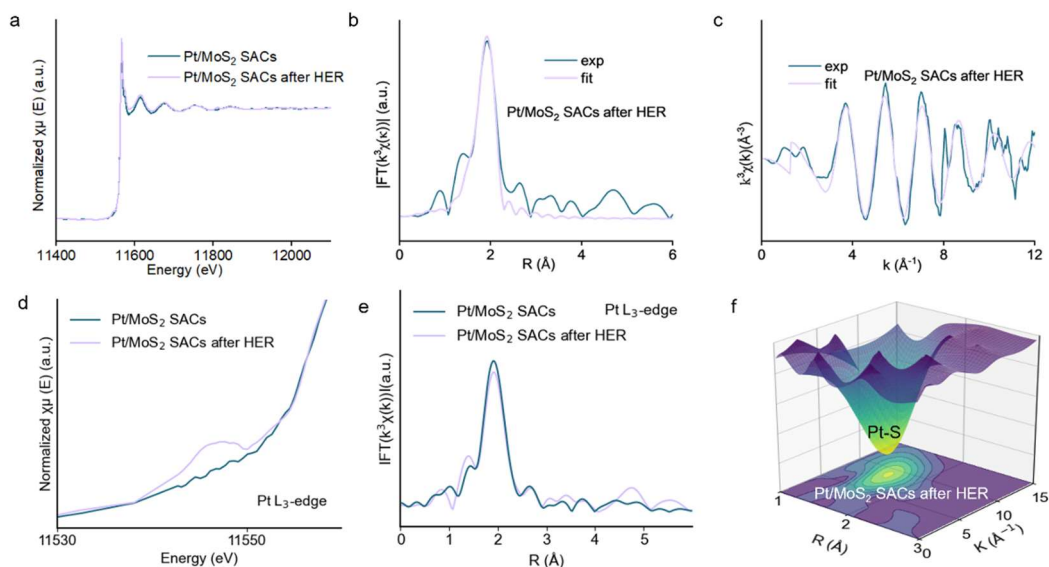 a
Pt/MoS₂ SACs
Pt/MoS₂ SACs after HER
Normalized χμ (E) (a.u.)
11400 11600 11800 12000
Energy (eV)
b
exp
fit
Pt/MoS₂ SACs after HER
|FT(k³χ(κ))| (a.u.)
0 2 4 6
R (Å)
c
exp
fit
Pt/MoS₂ SACs after HER
k³χ(k)(Å⁻³)
4 8 12
k (Å⁻¹)
d
Pt/MoS₂ SACs
Pt/MoS₂ SACs after HER
Normalized χμ (E) (a.u.)
Pt L₃-edge
11530 11550
Energy (eV)
e
Pt/MoS₂ SACs
Pt/MoS₂ SACs after HER
Pt L₃-edge
IFT(k³χ(k))I(a.u.)
0 1 2 3 4 5 6
R (Å)
f
Pt-S
Pt/MoS₂ SACs after HER
1 2 3
R (Å)
0 5 10 15
K (Å⁻¹)